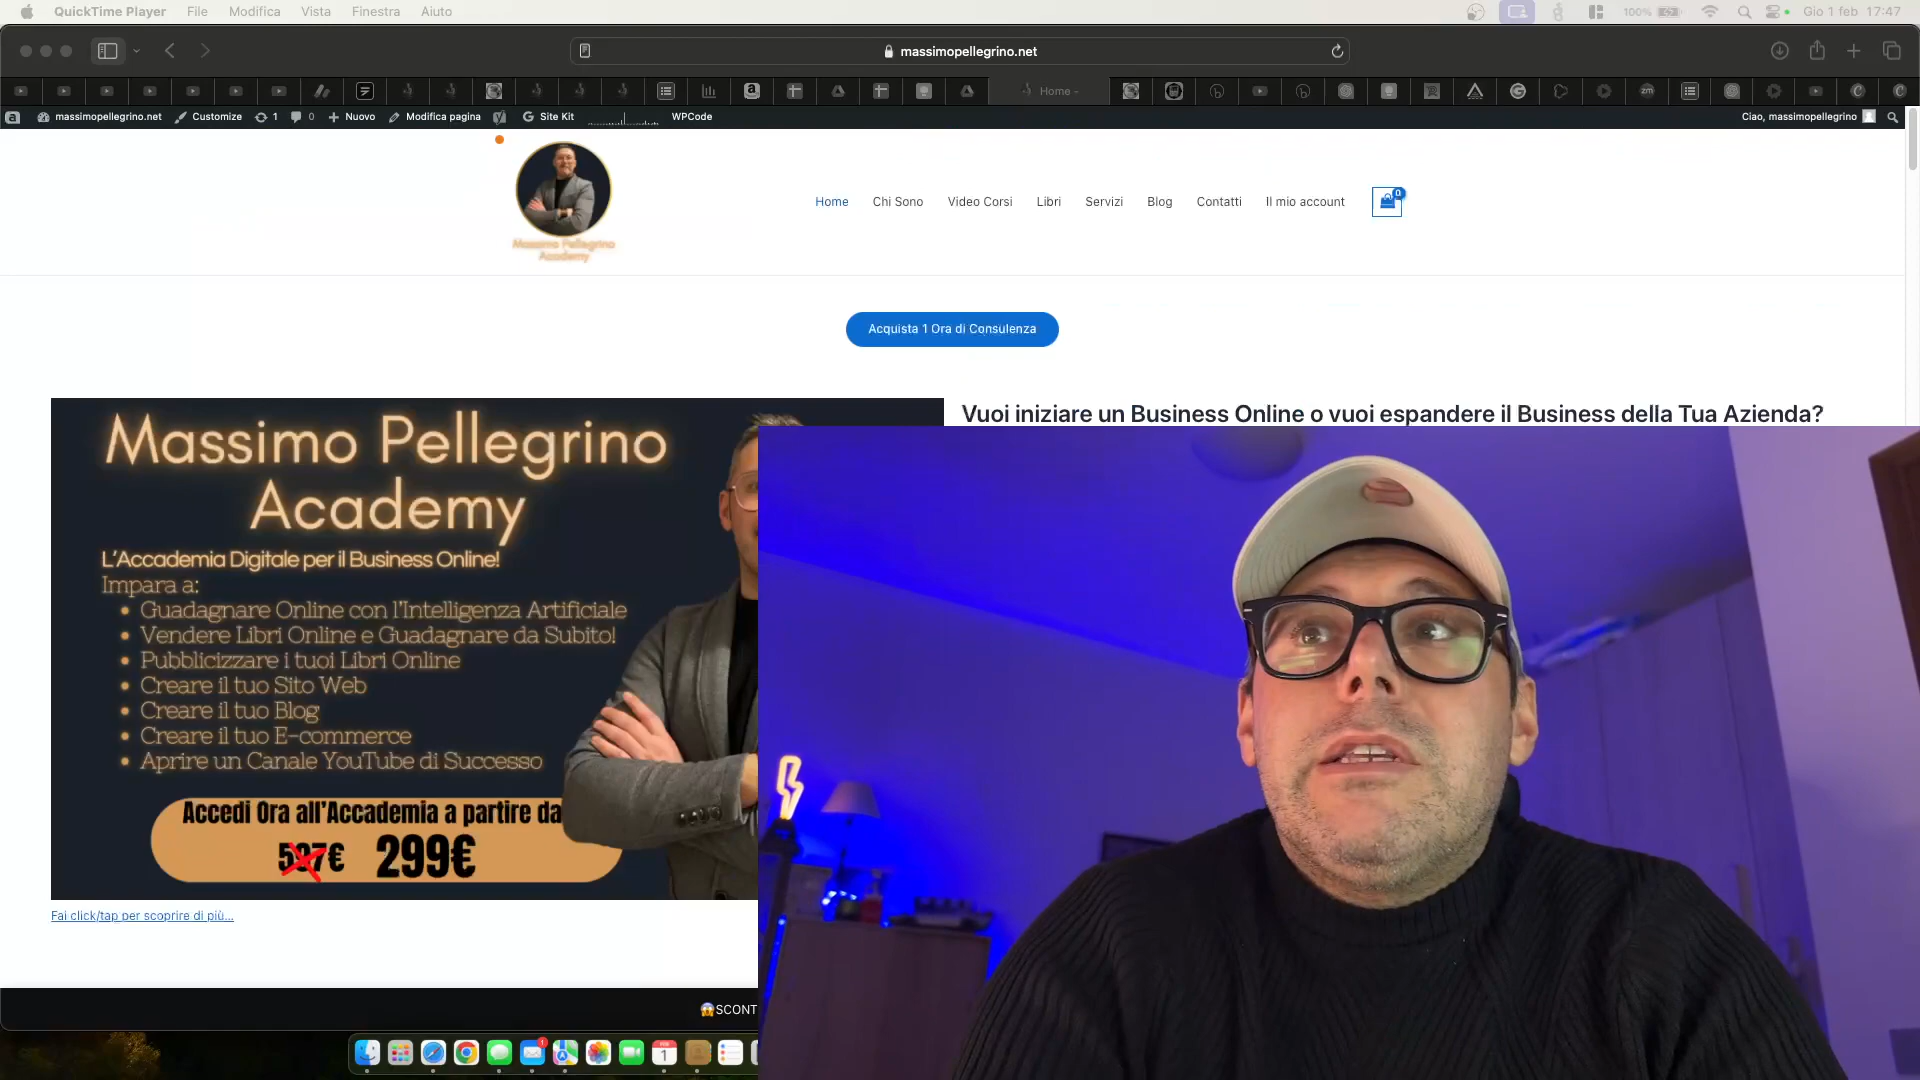 QuickTime Player File Modifica Vista Finestra Aiuto 100% Gio 1 feb 17:47
massimopellegrino.net
Home -
massimopellegrino.net Customize 1 0 Nuovo Modifica pagina Site Kit WPCode Ciao, massimopellegrino
Massimo Pellegrino
Academy
Home Chi Sono Video Corsi Libri Servizi Blog Contatti Il mio account 0
Acquista 1 Ora di Consulenza
Massimo Pellegrino
Academy
L'Accademia Digitale per il Business Online!
Impara a:
• Guadagnare Online con l'Intelligenza Artificiale
• Vendere Libri Online e Guadagnare da Subito!
• Pubblicizzare i tuoi Libri Online
• Creare il tuo Sito Web
• Creare il tuo Blog
• Creare il tuo E-commerce
• Aprire un Canale YouTube di Successo
Accedi Ora all'Accademia a partire da
299€
Fai click/tap per scoprire di più...
Vuoi iniziare un Business Online o vuoi espandere il Business della Tua Azienda?
😱SCONT